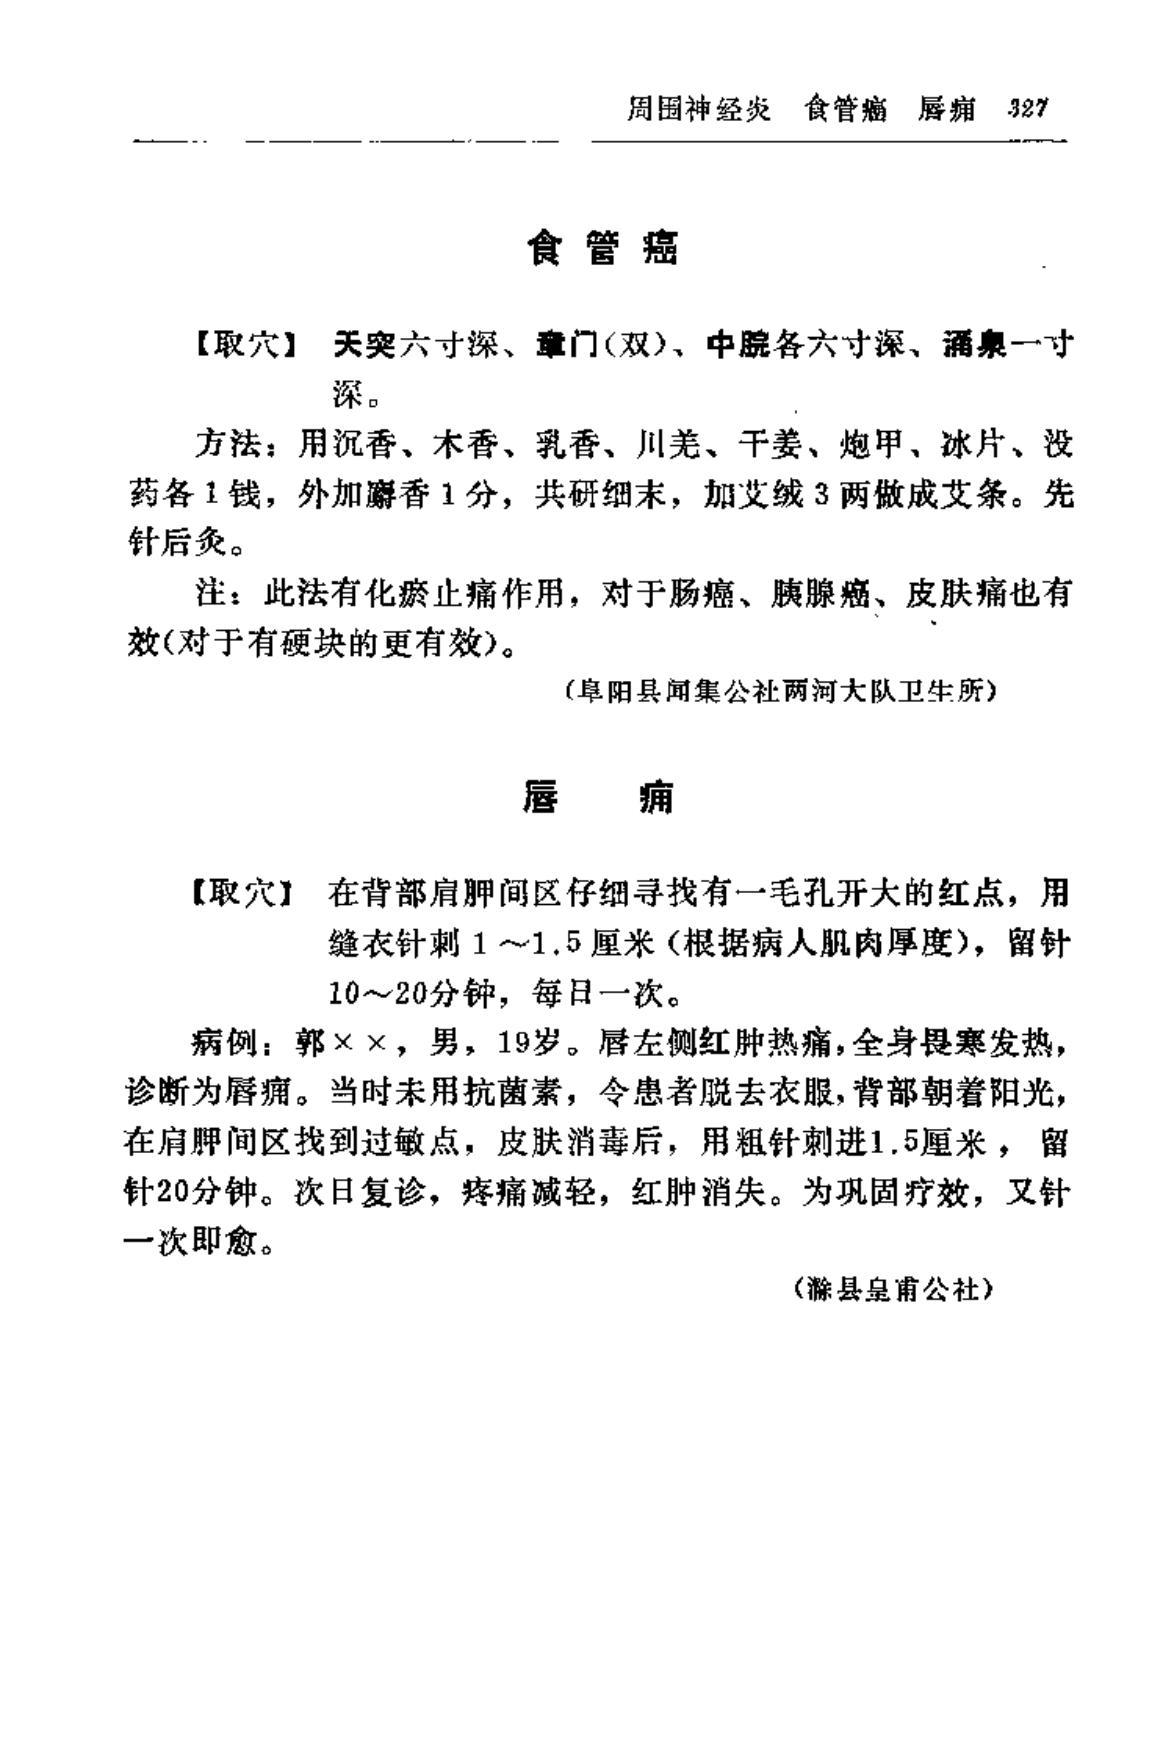 周围神经炎　食管癌　唇痈　327
食管癌
【取穴】　天突六寸深、章门(双)、中脘各六寸深、涌泉一寸
深。
方法：用沉香、木香、乳香、川羌、干姜、炮甲、冰片、没
药各1钱，外加麝香1分，共研细末，加艾绒3两做成艾条。先
针后灸。
注：此法有化瘀止痛作用，对于肠癌、胰腺癌、皮肤痛也有
效(对于有硬块的更有效)。
(阜阳县闻集公社两河大队卫生所)
唇　痈
【取穴】　在背部肩胛间区仔细寻找有一毛孔开大的红点，用
缝衣针刺1～1.5厘米(根据病人肌肉厚度)，留针
10～20分钟，每日一次。
病例：郭××，男，19岁。唇左侧红肿热痛，全身畏寒发热，
诊断为唇痈。当时未用抗菌素，令患者脱去衣服，背部朝着阳光，
在肩胛间区找到过敏点，皮肤消毒后，用粗针刺进1.5厘米，留
针20分钟。次日复诊，疼痛减轻，红肿消失。为巩固疗效，又针
一次即愈。
(滁县皇甫公社)